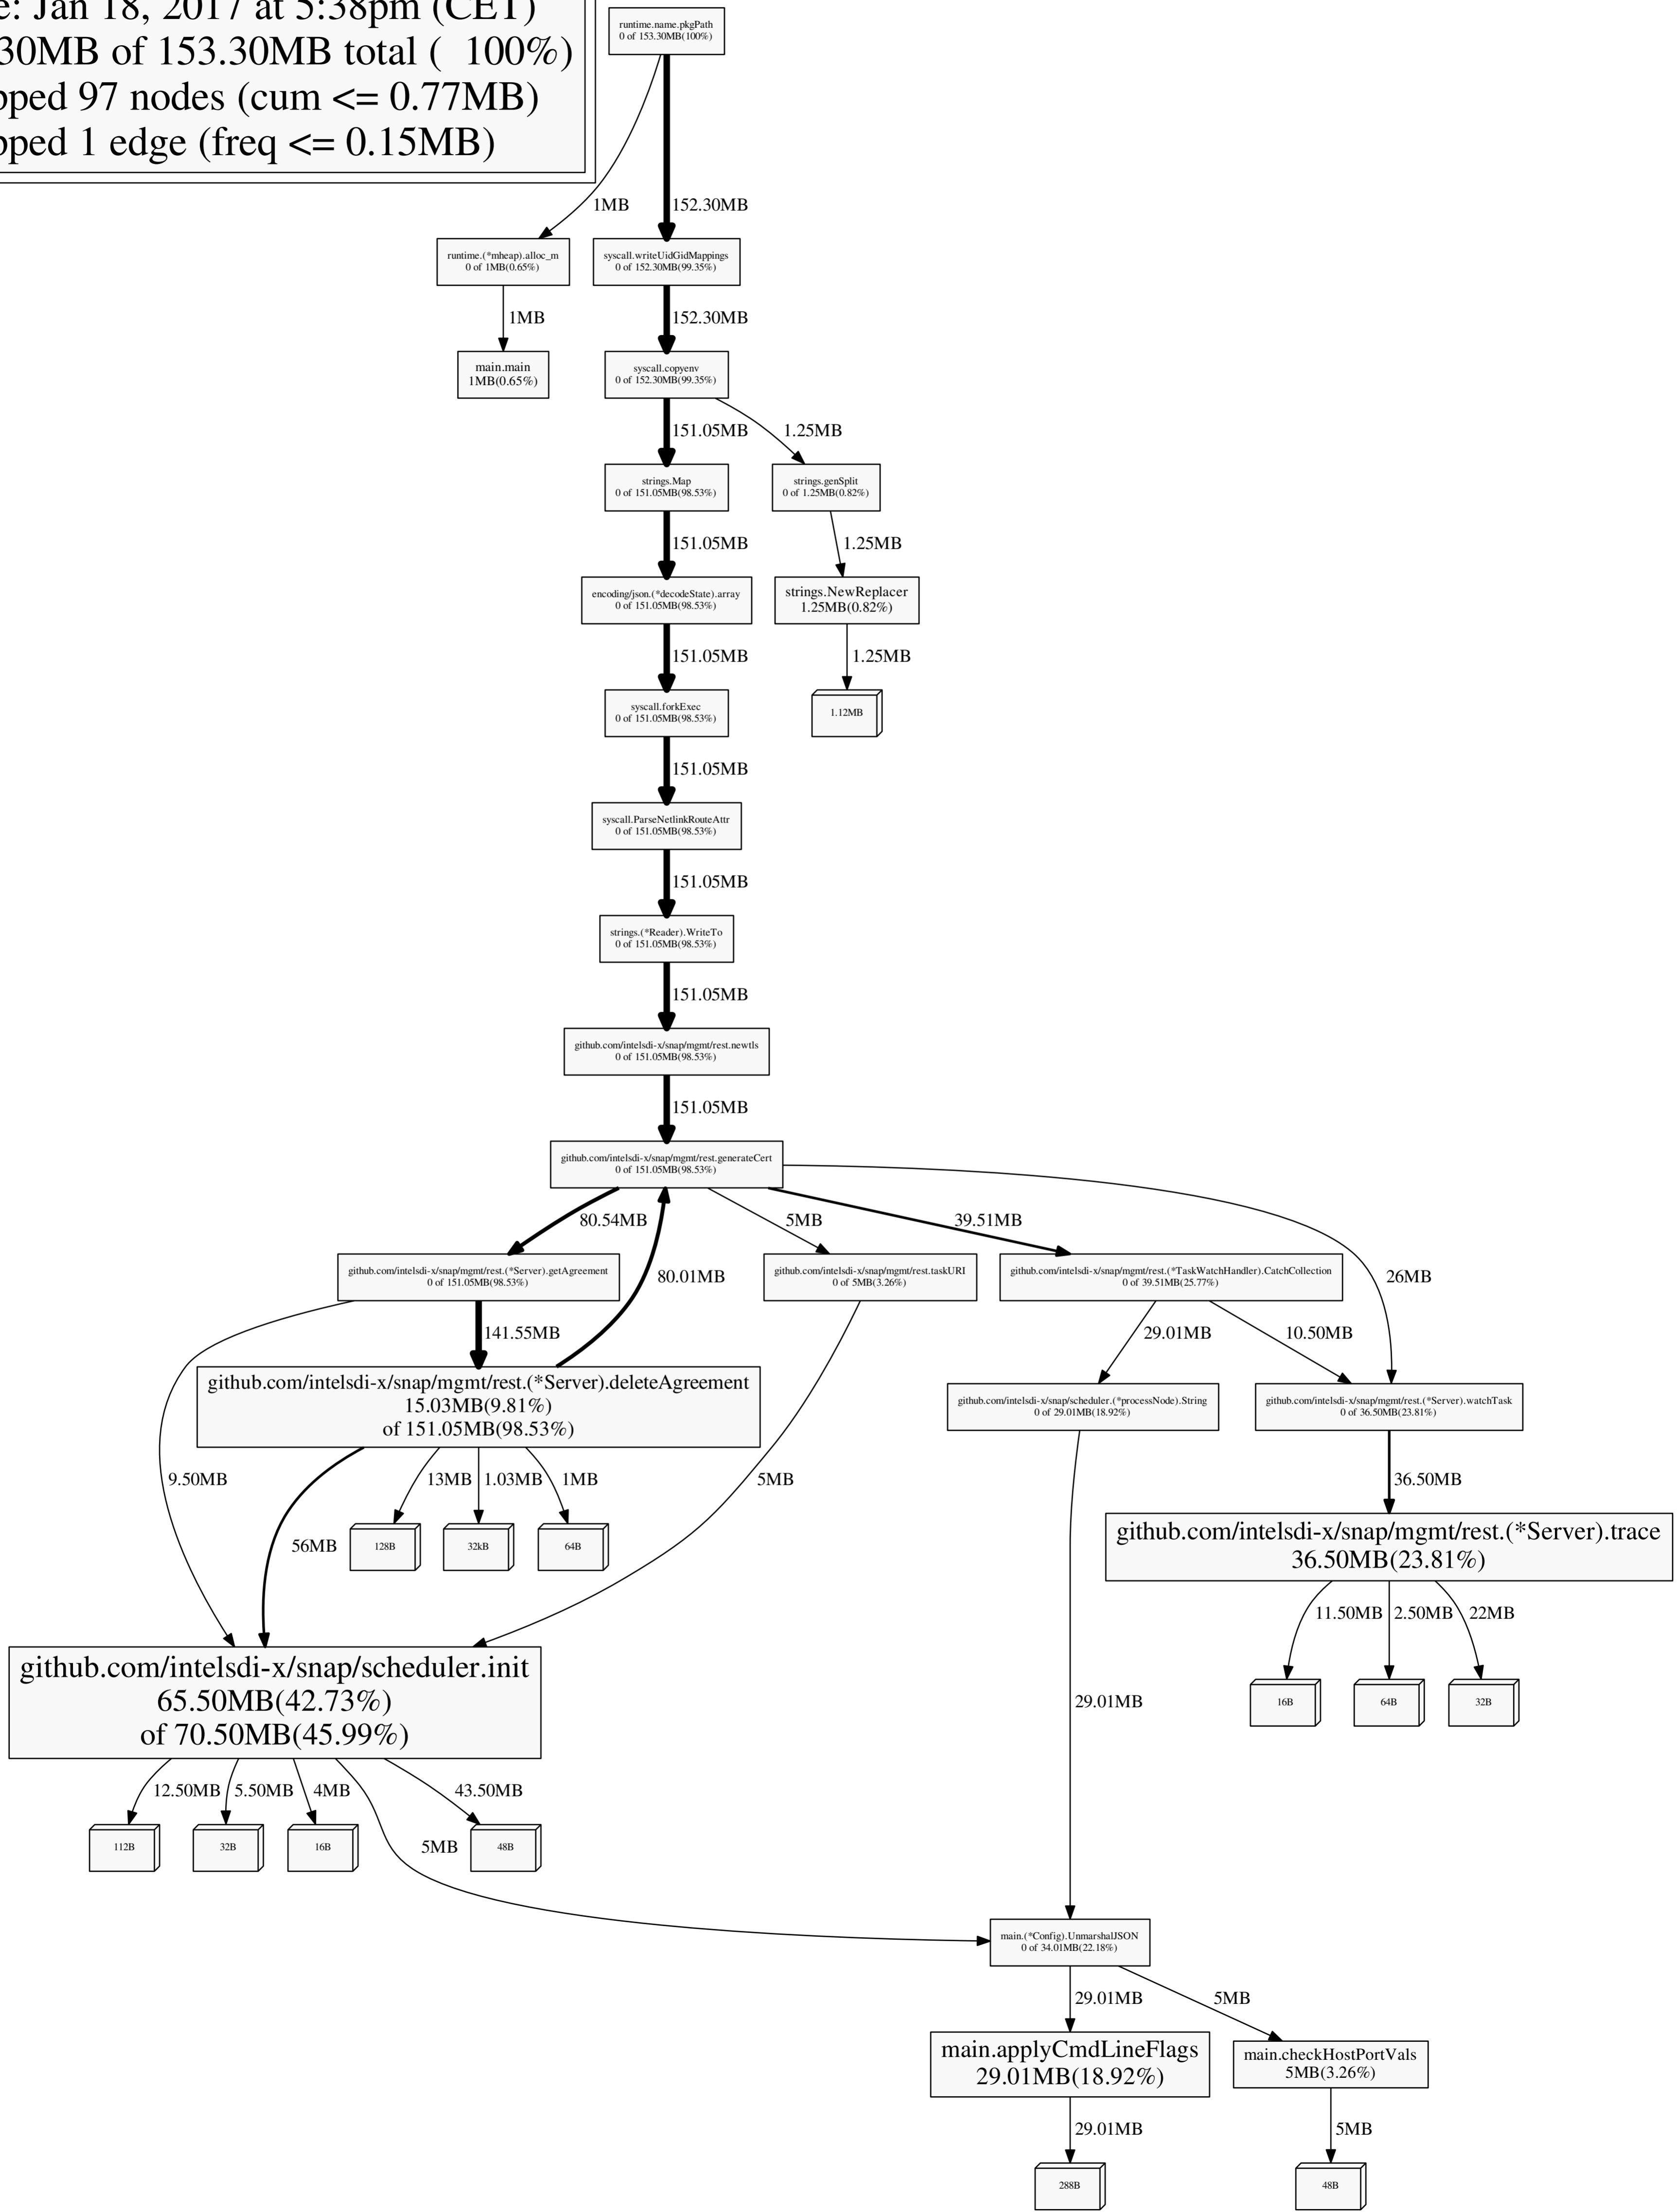 e: Jan 18, 2017 at 5:38pm (CET)
30MB of 153.30MB total ( 100%)
pped 97 nodes (cum <= 0.77MB)
pped 1 edge (freq <= 0.15MB)
runtime.name.pkgPath
0 of 153.30MB(100%)
1MB
152.30MB
runtime.(*mheap).alloc_m
0 of 1MB(0.65%)
syscall.writeUidGidMappings
0 of 152.30MB(99.35%)
1MB
152.30MB
main.main
1MB(0.65%)
syscall.copyenv
0 of 152.30MB(99.35%)
151.05MB
1.25MB
strings.Map
0 of 151.05MB(98.53%)
strings.genSplit
0 of 1.25MB(0.82%)
151.05MB
1.25MB
encoding/json.(*decodeState).array
0 of 151.05MB(98.53%)
strings.NewReplacer
1.25MB(0.82%)
151.05MB
1.25MB
syscall.forkExec
0 of 151.05MB(98.53%)
1.12MB
151.05MB
syscall.ParseNetlinkRouteAttr
0 of 151.05MB(98.53%)
151.05MB
strings.(*Reader).WriteTo
0 of 151.05MB(98.53%)
151.05MB
github.com/intelsdi-x/snap/mgmt/rest.newtls
0 of 151.05MB(98.53%)
151.05MB
github.com/intelsdi-x/snap/mgmt/rest.generateCert
0 of 151.05MB(98.53%)
80.54MB
5MB
39.51MB
80.01MB
26MB
github.com/intelsdi-x/snap/mgmt/rest.(*Server).getAgreement
0 of 151.05MB(98.53%)
github.com/intelsdi-x/snap/mgmt/rest.taskURI
0 of 5MB(3.26%)
github.com/intelsdi-x/snap/mgmt/rest.(*TaskWatchHandler).CatchCollection
0 of 39.51MB(25.77%)
141.55MB
29.01MB
10.50MB
github.com/intelsdi-x/snap/mgmt/rest.(*Server).deleteAgreement
15.03MB(9.81%)
of 151.05MB(98.53%)
github.com/intelsdi-x/snap/scheduler.(*processNode).String
0 of 29.01MB(18.92%)
github.com/intelsdi-x/snap/mgmt/rest.(*Server).watchTask
0 of 36.50MB(23.81%)
9.50MB
13MB
1.03MB
1MB
5MB
36.50MB
56MB
128B
32kB
64B
github.com/intelsdi-x/snap/mgmt/rest.(*Server).trace
36.50MB(23.81%)
11.50MB
2.50MB
22MB
github.com/intelsdi-x/snap/scheduler.init
65.50MB(42.73%)
of 70.50MB(45.99%)
29.01MB
16B
64B
32B
12.50MB
5.50MB
4MB
43.50MB
5MB
112B
32B
16B
48B
main.(*Config).UnmarshalJSON
0 of 34.01MB(22.18%)
29.01MB
5MB
main.applyCmdLineFlags
29.01MB(18.92%)
main.checkHostPortVals
5MB(3.26%)
29.01MB
5MB
288B
48B